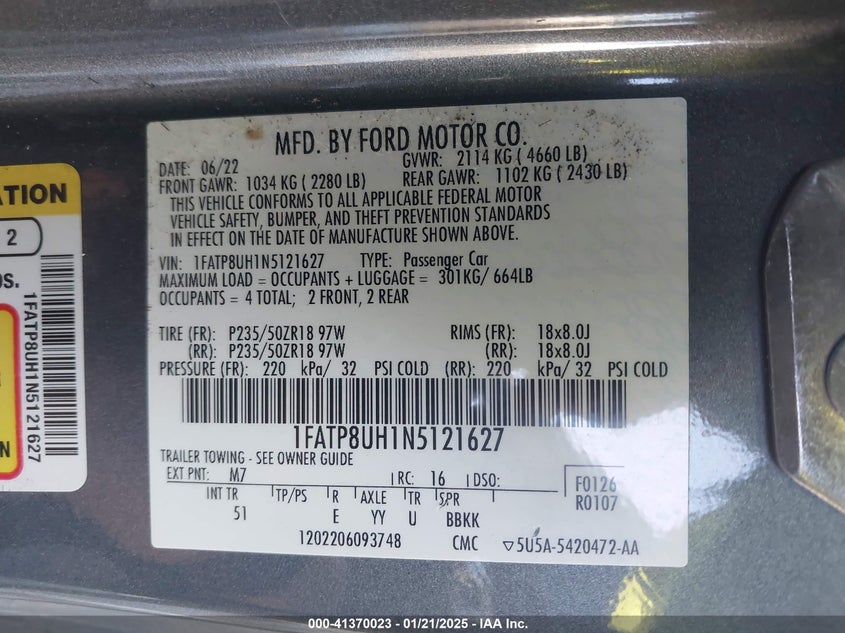 MFD. BY FORD MOTOR CO.
DATE: 06/22 GVWR: 2114 KG ( 4660 LB)
FRONT GAWR: 1034 KG ( 2280 LB) REAR GAWR: 1102 KG ( 2430 LB)
THIS VEHICLE CONFORMS TO ALL APPLICABLE FEDERAL MOTOR
VEHICLE SAFETY, BUMPER, AND THEFT PREVENTION STANDARDS
IN EFFECT ON THE DATE OF MANUFACTURE SHOWN ABOVE.
VIN: 1FATP8UH1N5121627 TYPE: Passenger Car
MAXIMUM LOAD = OCCUPANTS + LUGGAGE = 301KG/ 664LB
OCCUPANTS = 4 TOTAL; 2 FRONT, 2 REAR
TIRE (FR): P235/50ZR18 97W RIMS (FR): 18x8.0J
(RR): P235/50ZR18 97W (RR): 18x8.0J
PRESSURE (FR): 220 kPa/ 32 PSI COLD (RR): 220 kPa/ 32 PSI COLD
1FATP8UH1N5121627
TRAILER TOWING - SEE OWNER GUIDE
EXT PNT: M7 RC: 16 DSO: F0126
INT TR TP/PS R AXLE TR SPR R0107
51 E YY U BBKK
1202206093748 CMC ▽5U5A-5420472-AA
ATION
2
OS.
1FATP8UH1N5121627
N
000-41370023 - 01/21/2025 - IAA Inc.